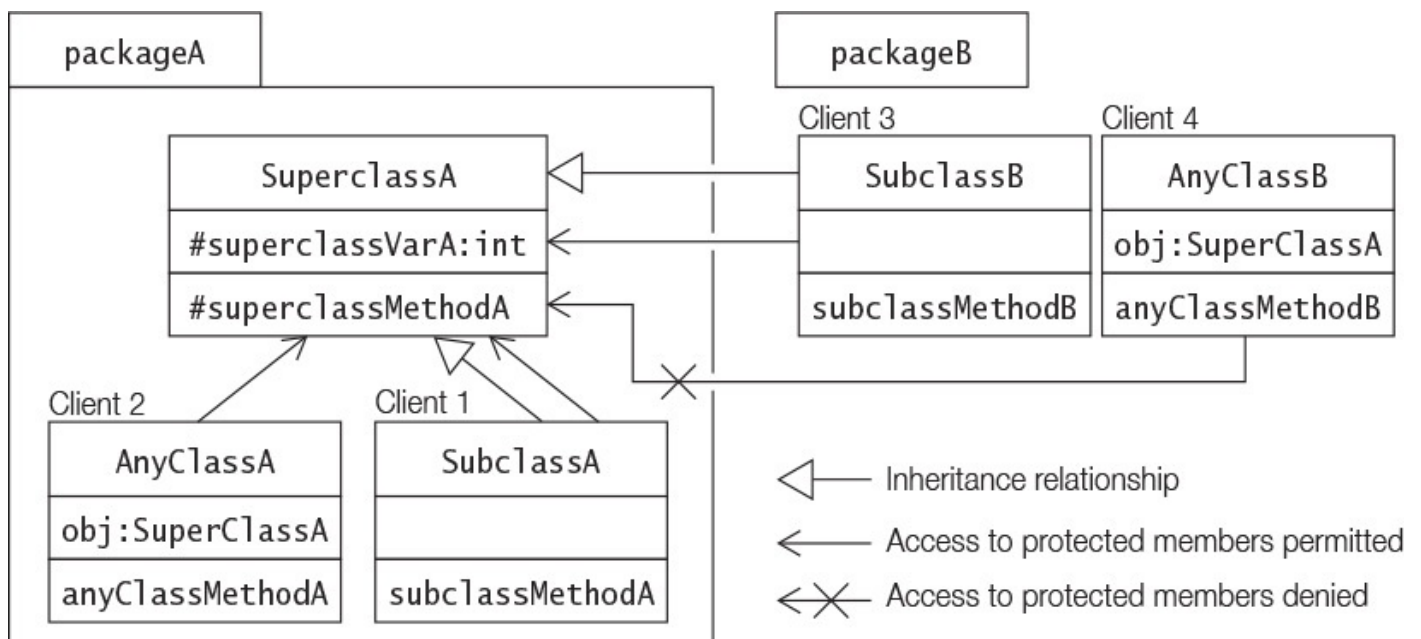 packageA
packageB
Client 3
Client 4
SuperclassA
SubclassB
AnyClassB
#superclassVarA:int
obj:SuperClassA
#superclassMethodA
subclassMethodB
anyClassMethodB
Client 2
Client 1
AnyClassA
SubclassA
obj:SuperClassA
anyClassMethodA
subclassMethodA
Inheritance relationship
Access to protected members permitted
Access to protected members denied